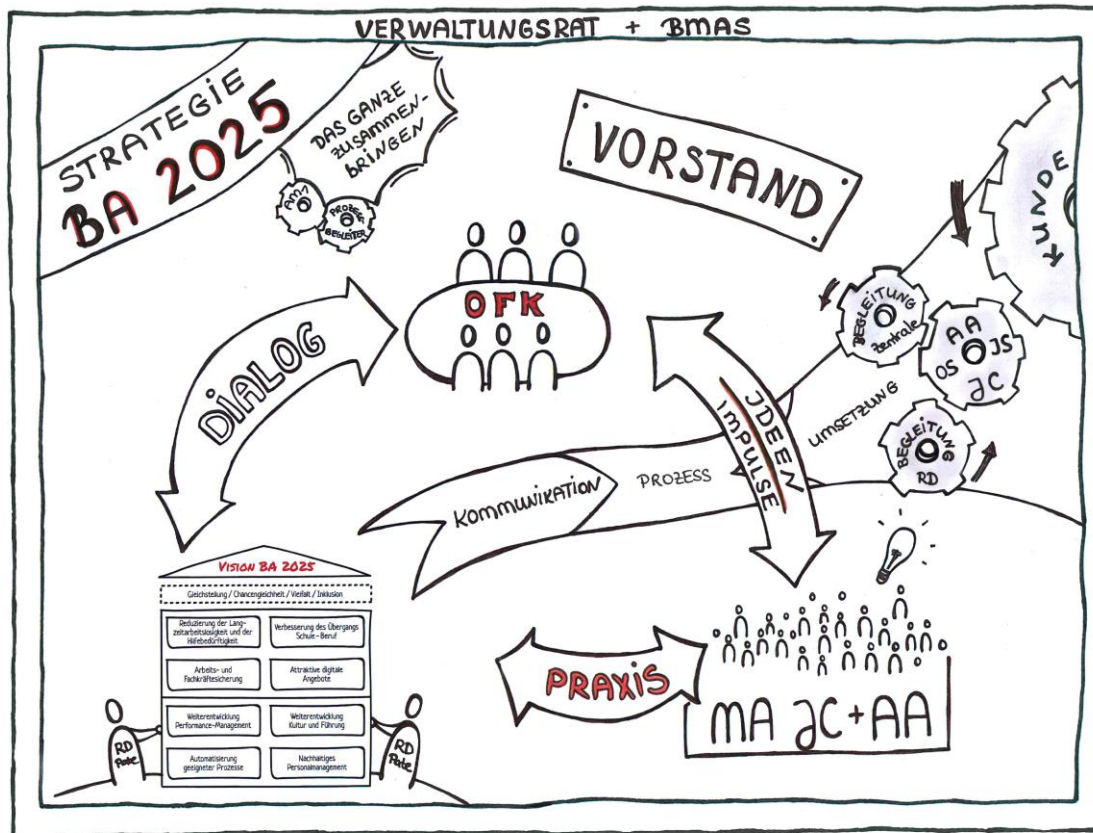 VERWALTUNGSRAT + BMAS
STRATEGIE
BA 2025
DAS GANZE
ZUSAMMEN-
BRINGEN
AM1
PROZESS-
BEGLEITER
VORSTAND
KUNDE
OFK
DIALOG
BEGLEITUNG
Zentrale
AA
OS
JS
JC
BEGLEITUNG
RD
UMSETZUNG
IDEEN
IMPULSE
PROZESS
KOMMUNIKATION
VISION BA 2025
Gleichstellung / Chancengleichheit / Vielfalt / Inklusion
Reduzierung der Lang-
zeitarbeitslosigkeit und der
Hilfebedürftigkeit
Verbesserung des Übergangs
Schule – Beruf
Arbeits- und
Fachkräftesicherung
Attraktive digitale
Angebote
Weiterentwicklung
Performance-Management
Weiterentwicklung
Kultur und Führung
Automatisierung
geeigneter Prozesse
Nachhaltiges
Personalmanagement
RD
Pate
RD
Pate
PRAXIS
MA JC + AA